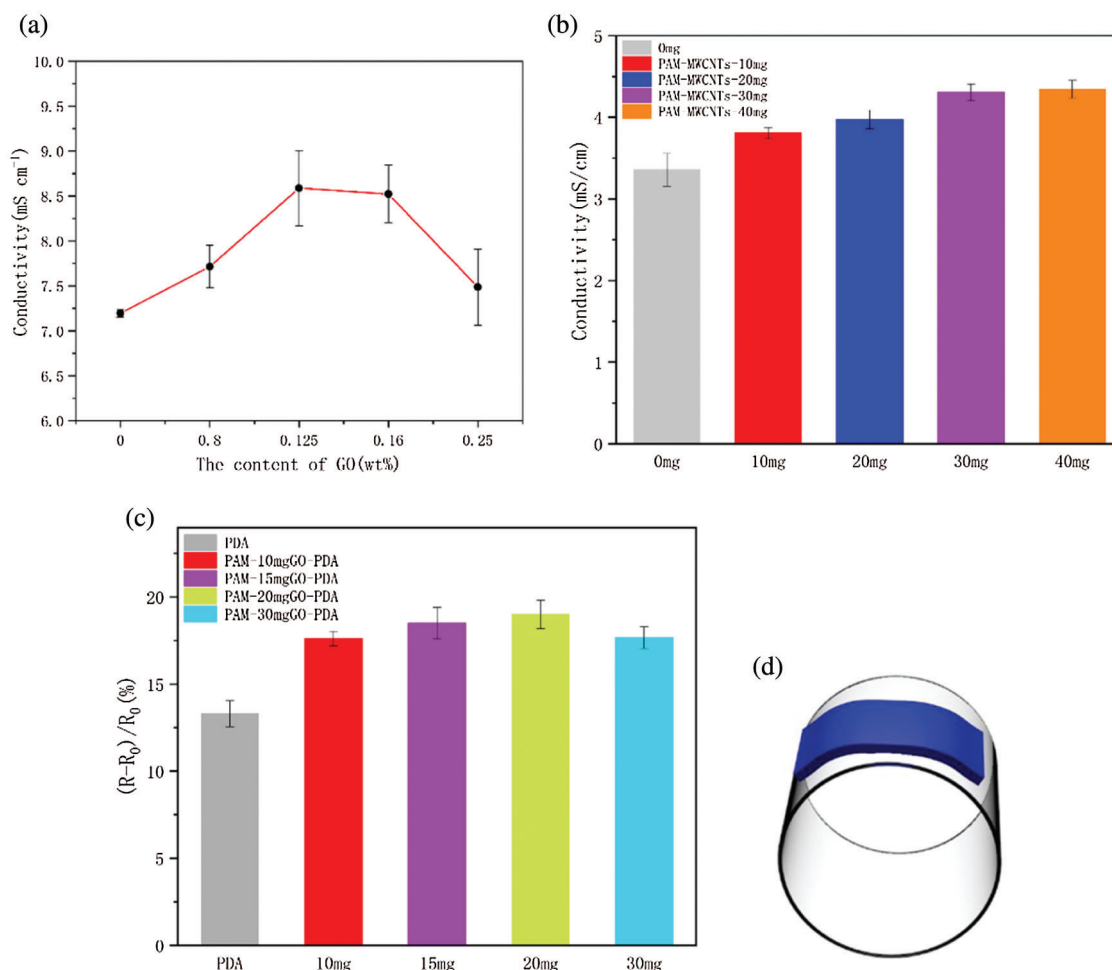 (a)
10.0
9.5
9.0
8.5
8.0
7.5
7.0
6.5
6.0
Conductivity(mS cm⁻¹)
0 0.8 0.125 0.16 0.25
The content of GO(wt%)
(b)
5
4
3
2
1
0
Conductivity(mS/cm)
0mg
PAM-MWCNTs-10mg
PAM-MWCNTs-20mg
PAM-MWCNTs-30mg
PAM-MWCNTs-40mg
0mg 10mg 20mg 30mg 40mg
(c)
20
15
13
10
5
0
(R-R₀)/R₀(%)
PDA
PAM-10mgGO-PDA
PAM-15mgGO-PDA
PAM-20mgGO-PDA
PAM-30mgGO-PDA
PDA 10mg 15mg 20mg 30mg
(d)